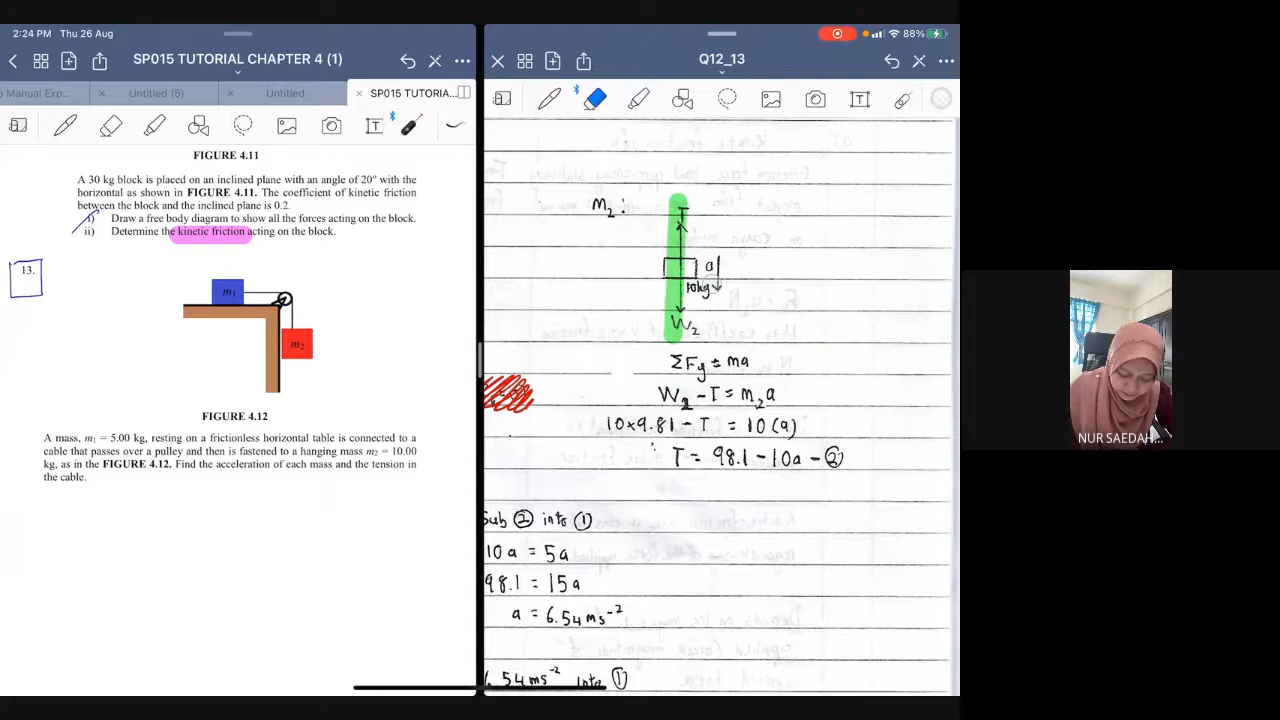 2:24 PM Thu 26 Aug
SP015 TUTORIAL CHAPTER 4 (1)
Manual Exp...
Untitled (5)
Untitled
SP015 TUTORIA...
FIGURE 4.11
A 30 kg block is placed on an inclined plane with an angle of 20° with the
horizontal as shown in FIGURE 4.11. The coefficient of kinetic friction
between the block and the inclined plane is 0.2.
i) Draw a free body diagram to show all the forces acting on the block.
ii) Determine the kinetic friction acting on the block.
13.
m1
m2
FIGURE 4.12
A mass, m1 = 5.00 kg, resting on a frictionless horizontal table is connected to a
cable that passes over a pulley and then is fastened to a hanging mass m2 = 10.00
kg, as in the FIGURE 4.12. Find the acceleration of each mass and the tension in
the cable.
88%
Q12_13
m2:
T
a
10kg
W2
ΣFy = ma
W2 - T = m2a
10×9.81 - T = 10(a)
T = 98.1 - 10a - ②
Sub ② into ①
10a = 5a
98.1 = 15a
a = 6.54 ms⁻²
6.54 ms⁻² into ①
NUR SAEDAH...